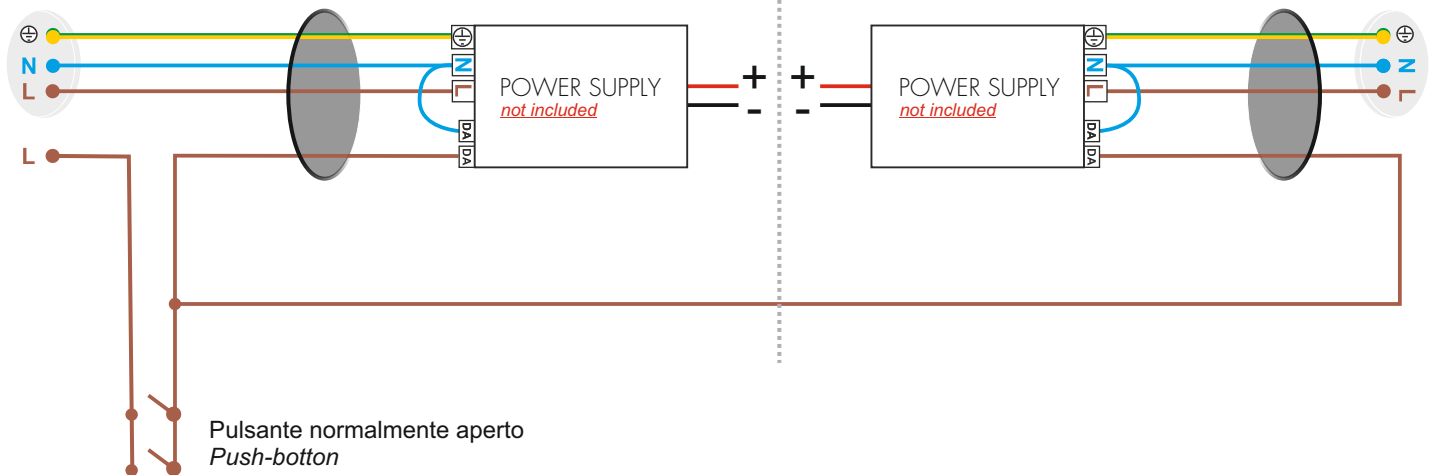 ⏚ POWER SUPPLY
not included
N N
L L
DA
DA
L
+
-
+
-
POWER SUPPLY
not included
⏚ ⏚
N N
L L
DA
DA
Pulsante normalmente aperto
Push-botton